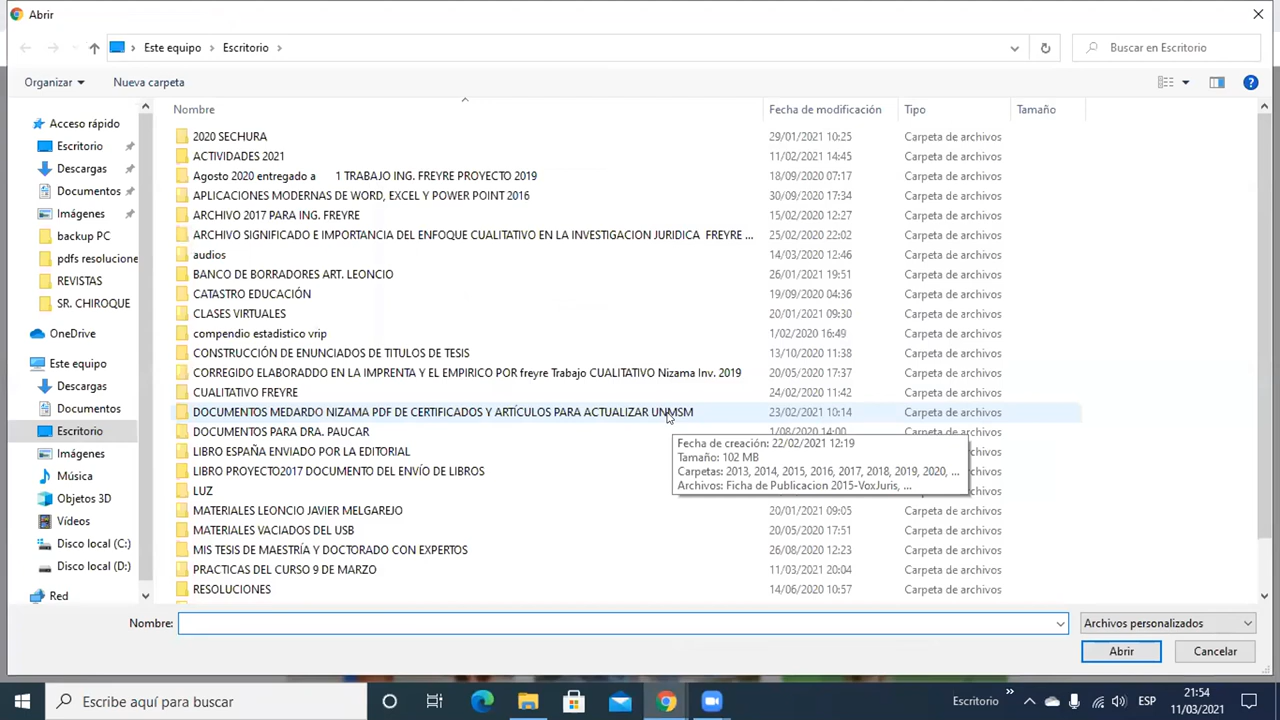 Abrir
Este equipo > Escritorio >
Buscar en Escritorio
Organizar
Nueva carpeta
Nombre
Fecha de modificación
Tipo
Tamaño
Acceso rápido
Escritorio
Descargas
Documentos
Imágenes
backup PC
pdfs resolucione
REVISTAS
SR. CHIROQUE
OneDrive
Este equipo
Descargas
Documentos
Escritorio
Imágenes
Música
Objetos 3D
Vídeos
Disco local (C:)
Disco local (D:)
Red
2020 SECHURA 29/01/2021 10:25 Carpeta de archivos
ACTIVIDADES 2021 11/02/2021 14:45 Carpeta de archivos
Agosto 2020 entregado a 1 TRABAJO ING. FREYRE PROYECTO 2019 18/09/2020 07:17 Carpeta de archivos
APLICACIONES MODERNAS DE WORD, EXCEL Y POWER POINT 2016 30/09/2020 17:34 Carpeta de archivos
ARCHIVO 2017 PARA ING. FREYRE 15/02/2020 12:27 Carpeta de archivos
ARCHIVO SIGNIFICADO E IMPORTANCIA DEL ENFOQUE CUALITATIVO EN LA INVESTIGACION JURIDICA FREYRE ... 25/02/2021 22:02 Carpeta de archivos
audios 14/03/2020 12:46 Carpeta de archivos
BANCO DE BORRADORES ART. LEONCIO 26/01/2021 19:51 Carpeta de archivos
CATASTRO EDUCACIÓN 19/09/2020 04:36 Carpeta de archivos
CLASES VIRTUALES 20/01/2021 09:30 Carpeta de archivos
compendio estadistico vrip 1/02/2020 16:49 Carpeta de archivos
CONSTRUCCIÓN DE ENUNCIADOS DE TITULOS DE TESIS 13/10/2020 11:38 Carpeta de archivos
CORREGIDO ELABORADDO EN LA IMPRENTA Y EL EMPIRICO POR freyre Trabajo CUALITATIVO Nizama Inv. 2019 20/05/2020 17:37 Carpeta de archivos
CUALITATIVO FREYRE 24/02/2020 11:42 Carpeta de archivos
DOCUMENTOS MEDARDO NIZAMA PDF DE CERTIFICADOS Y ARTÍCULOS PARA ACTUALIZAR UNMSM 23/02/2021 10:14 Carpeta de archivos
DOCUMENTOS PARA DRA. PAUCAR 1/08/2020 14:00 Carpeta de archivos
LIBRO ESPAÑA ENVIADO POR LA EDITORIAL Carpeta de archivos
LIBRO PROYECTO2017 DOCUMENTO DEL ENVÍO DE LIBROS Carpeta de archivos
LUZ Carpeta de archivos
MATERIALES LEONCIO JAVIER MELGAREJO 20/01/2021 09:05 Carpeta de archivos
MATERIALES VACIADOS DEL USB 20/05/2020 17:51 Carpeta de archivos
MIS TESIS DE MAESTRÍA Y DOCTORADO CON EXPERTOS 26/08/2020 12:23 Carpeta de archivos
PRACTICAS DEL CURSO 9 DE MARZO 11/03/2021 20:04 Carpeta de archivos
RESOLUCIONES 14/06/2020 10:57 Carpeta de archivos
Fecha de creación: 22/02/2021 12:19
Tamaño: 102 MB
Carpetas: 2013, 2014, 2015, 2016, 2017, 2018, 2019, 2020, ...
Archivos: Ficha de Publicacion 2015-VoxJuris, ...
Nombre:
Archivos personalizados
Abrir
Cancelar
Escribe aquí para buscar
Escritorio
ESP
21:54
11/03/2021